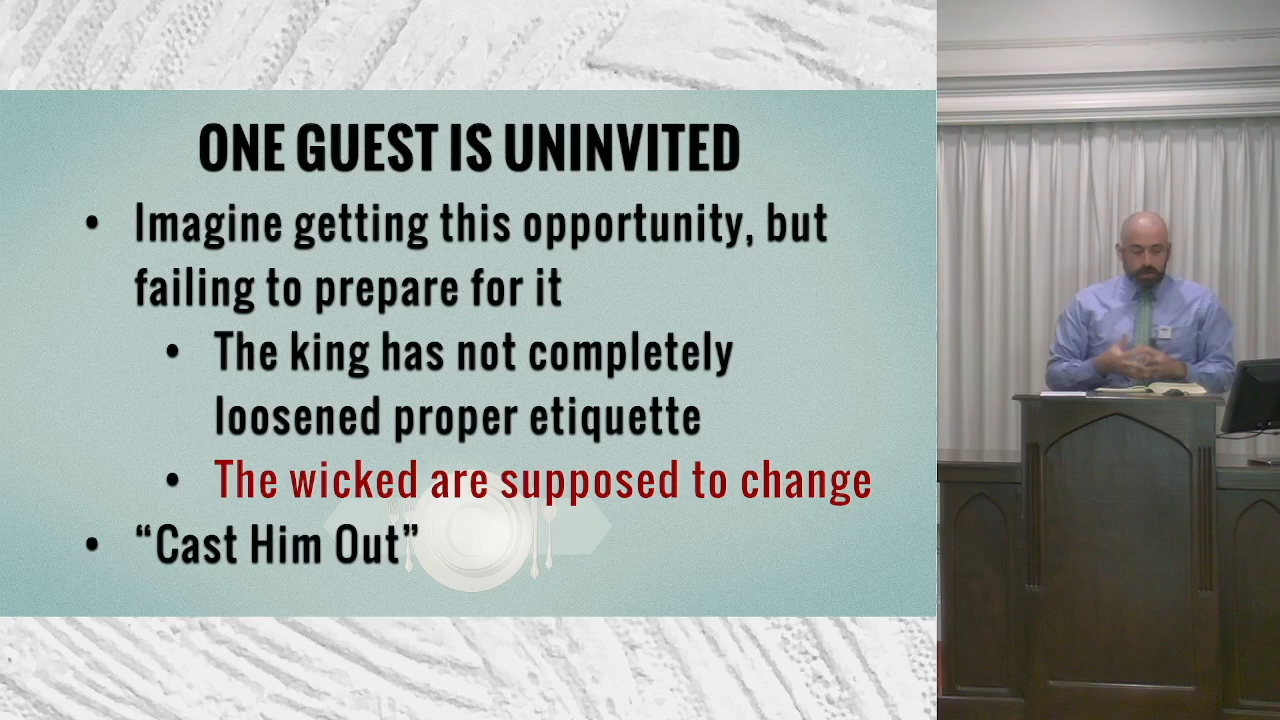 ONE GUEST IS UNINVITED
• Imagine getting this opportunity, but
failing to prepare for it
• The king has not completely
loosened proper etiquette
• The wicked are supposed to change
• “Cast Him Out”